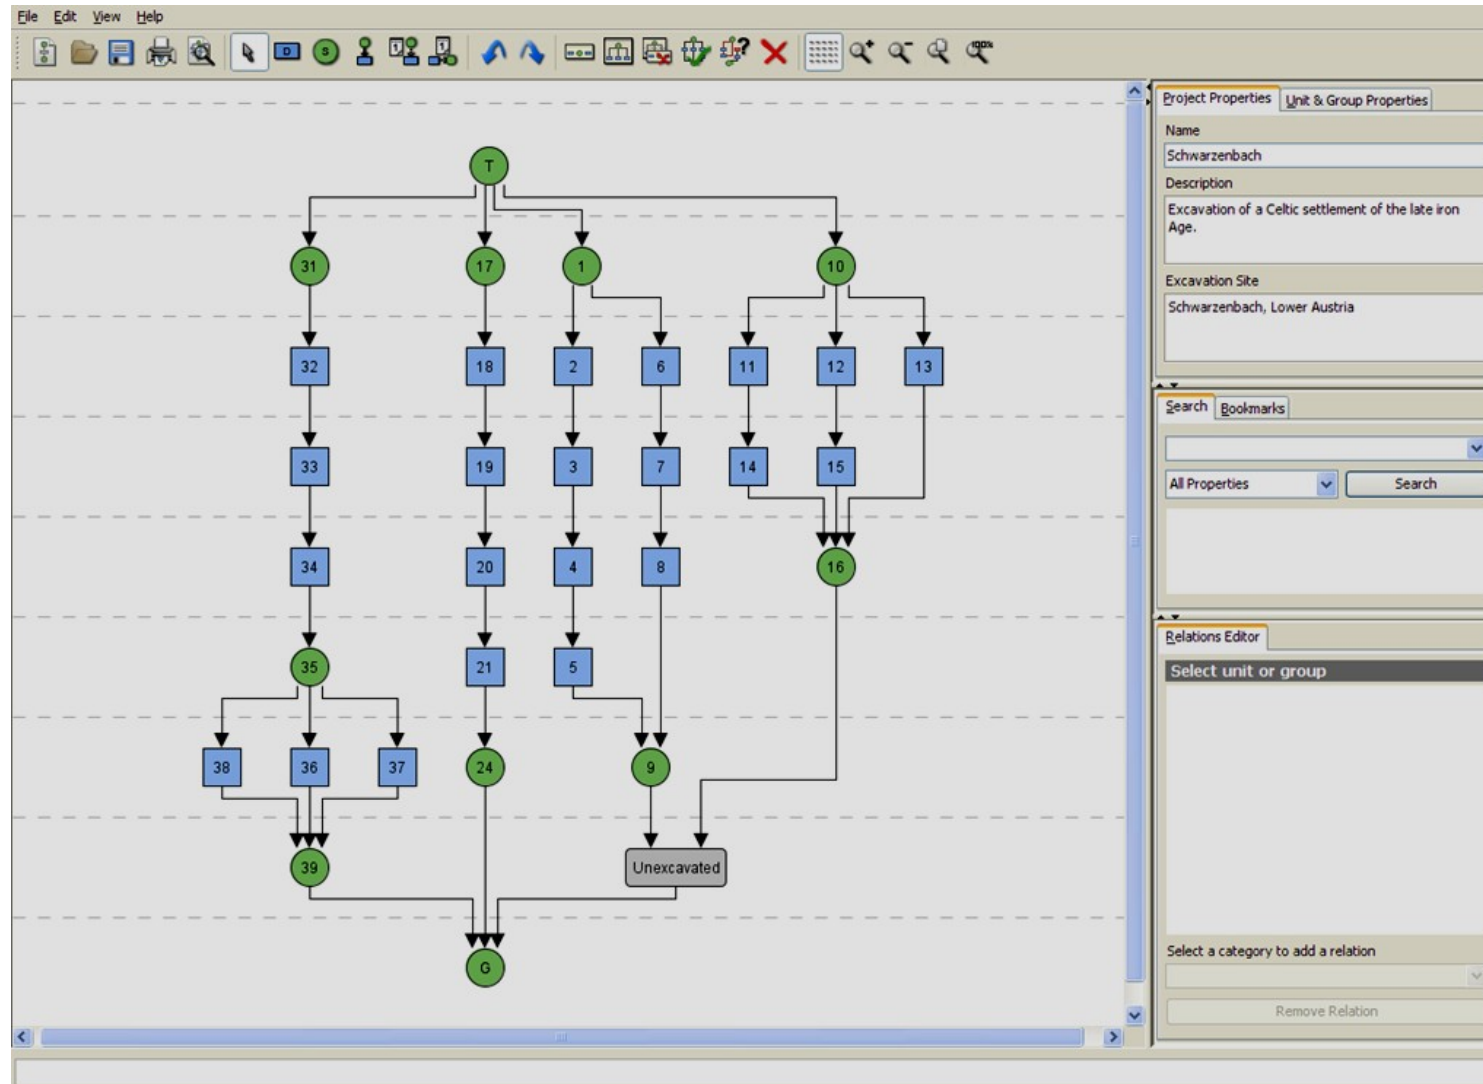 File Edit View Help
D S 1 1 ? 100%
T
31 17 1 10
32 18 2 6 11 12 13
33 19 3 7 14 15
34 20 4 8 16
35 21 5
38 36 37 24 9
39 Unexcavated
G
Project Properties Unit & Group Properties
Name
Schwarzenbach
Description
Excavation of a Celtic settlement of the late iron
Age.
Excavation Site
Schwarzenbach, Lower Austria
Search Bookmarks
All Properties Search
Relations Editor
Select unit or group
Select a category to add a relation
Remove Relation